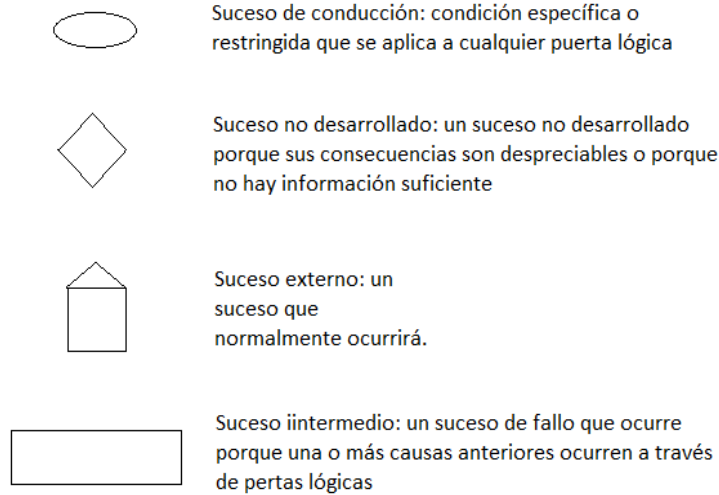 Suceso de conducción: condición específica o
restringida que se aplica a cualquier puerta lógica
Suceso no desarrollado: un suceso no desarrollado
porque sus consecuencias son despreciables o porque
no hay información suficiente
Suceso externo: un
suceso que
normalmente ocurrirá.
Suceso iintermedio: un suceso de fallo que ocurre
porque una o más causas anteriores ocurren a través
de pertas lógicas